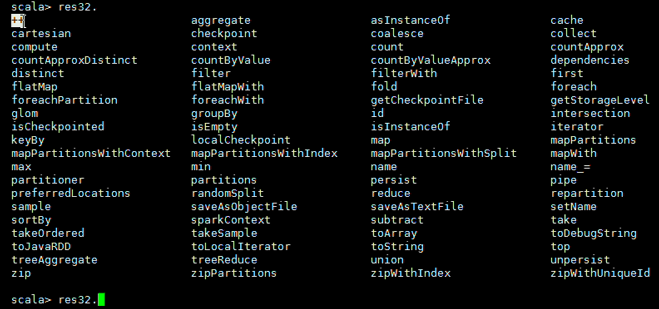 scala> res32.
++ aggregate asInstanceOf cache
cartesian checkpoint coalesce collect
compute context count countApprox
countApproxDistinct countByValue countByValueApprox dependencies
distinct filter filterWith first
flatMap flatMapWith fold foreach
foreachPartition foreachWith getCheckpointFile getStorageLevel
glom groupBy id intersection
isCheckpointed isEmpty isInstanceOf iterator
keyBy localCheckpoint map mapPartitions
mapPartitionsWithContext mapPartitionsWithIndex mapPartitionsWithSplit mapWith
max min name name_=
partitioner partitions persist pipe
preferredLocations randomSplit reduce repartition
sample saveAsObjectFile saveAsTextFile setName
sortBy sparkContext subtract take
takeOrdered takeSample toArray toDebugString
toJavaRDD toLocalIterator toString top
treeAggregate treeReduce union unpersist
zip zipPartitions zipWithIndex zipWithUniqueId
scala> res32.